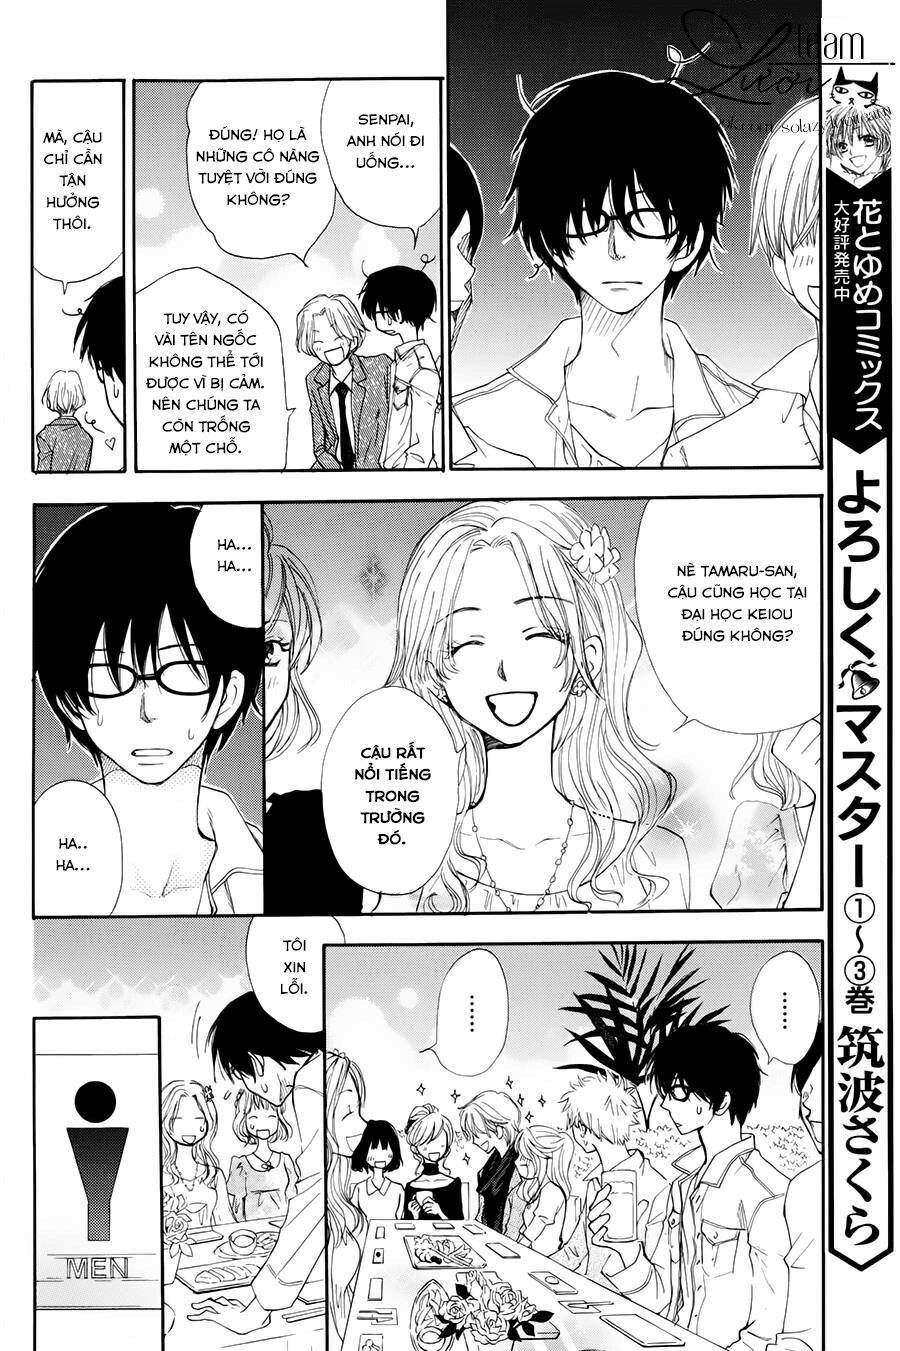 team
Lười
SENPAI,
ANH NÓI ĐI
UỐNG...
ĐÚNG! HỌ LÀ
NHỮNG CÔ NÀNG
TUYỆT VỜI ĐÚNG
KHÔNG?
TUY VẬY, CÓ
VÀI TÊN NGỐC
KHÔNG THỂ TỚI
ĐƯỢC VÌ BỊ CẢM.
NÊN CHÚNG TA
CÒN TRỐNG
MỘT CHỖ.
MÀ, CẬU
CHỈ CẦN
TẬN
HƯỞNG
THÔI.
NÈ TAMARU-SAN,
CẬU CŨNG HỌC TẠI
ĐẠI HỌC KEIOU
ĐÚNG KHÔNG?
CẬU RẤT
NỔI TIẾNG
TRONG
TRƯỜNG
ĐÓ.
HA...
HA...
HA..
HA...
......
......
TÔI
XIN
LỖI.
MEN
花とゆめコミックス
大好評発売中
よろしくマスター①～③巻 筑波さくら